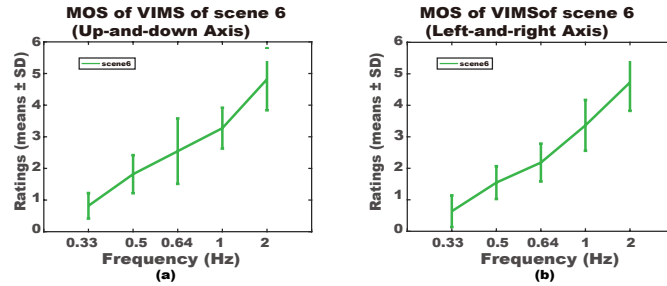 MOS of VIMS of scene 6
(Up-and-down Axis)
Ratings (means ± SD)
6
5
4
3
2
1
0
scene6
0.33 0.5 0.64 1 2
Frequency (Hz)
(a)
MOS of VIMSof scene 6
(Left-and-right Axis)
Ratings (means ± SD)
6
5
4
3
2
1
0
scene6
0.33 0.5 0.64 1 2
Frequency (Hz)
(b)